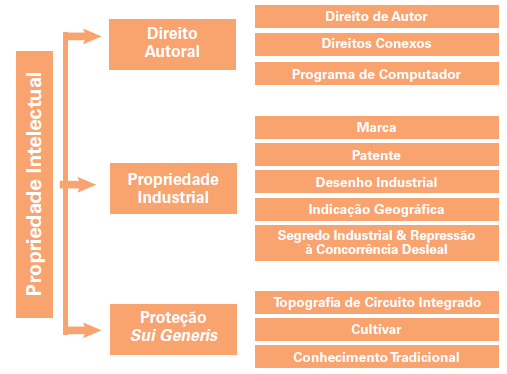 Propriedade Intelectual
Direito
Autoral
Direito de Autor
Direitos Conexos
Programa de Computador
Propriedade
Industrial
Marca
Patente
Desenho Industrial
Indicação Geográfica
Segredo Industrial & Repressão
à Concorrência Desleal
Proteção
Sui Generis
Topografia de Circuito Integrado
Cultivar
Conhecimento Tradicional